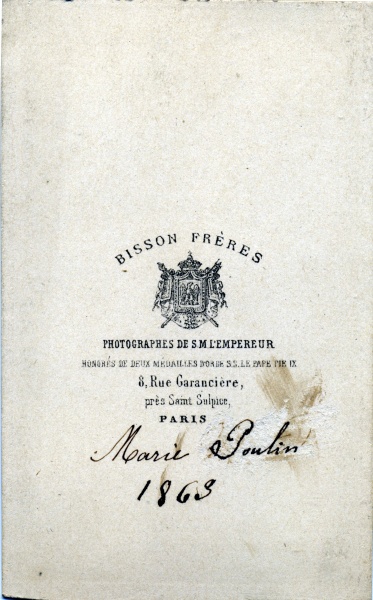 BISSON FRÈRES
PHOTOGRAPHES DE S.M. L'EMPEREUR
HONORÉS DE DEUX MÉDAILLES D'OR DE S.S. LE PAPE PIE IX
8, Rue Garancière,
près Saint Sulpice,
PARIS
Marie Poulin
1863